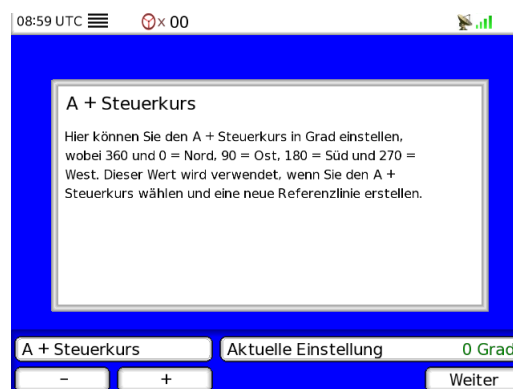 08:59 UTC x 00
A + Steuerkurs
Hier können Sie den A + Steuerkurs in Grad einstellen,
wobei 360 und 0 = Nord, 90 = Ost, 180 = Süd und 270 =
West. Dieser Wert wird verwendet, wenn Sie den A +
Steuerkurs wählen und eine neue Referenzlinie erstellen.
A + Steuerkurs Aktuelle Einstellung 0 Grad
- + Weiter